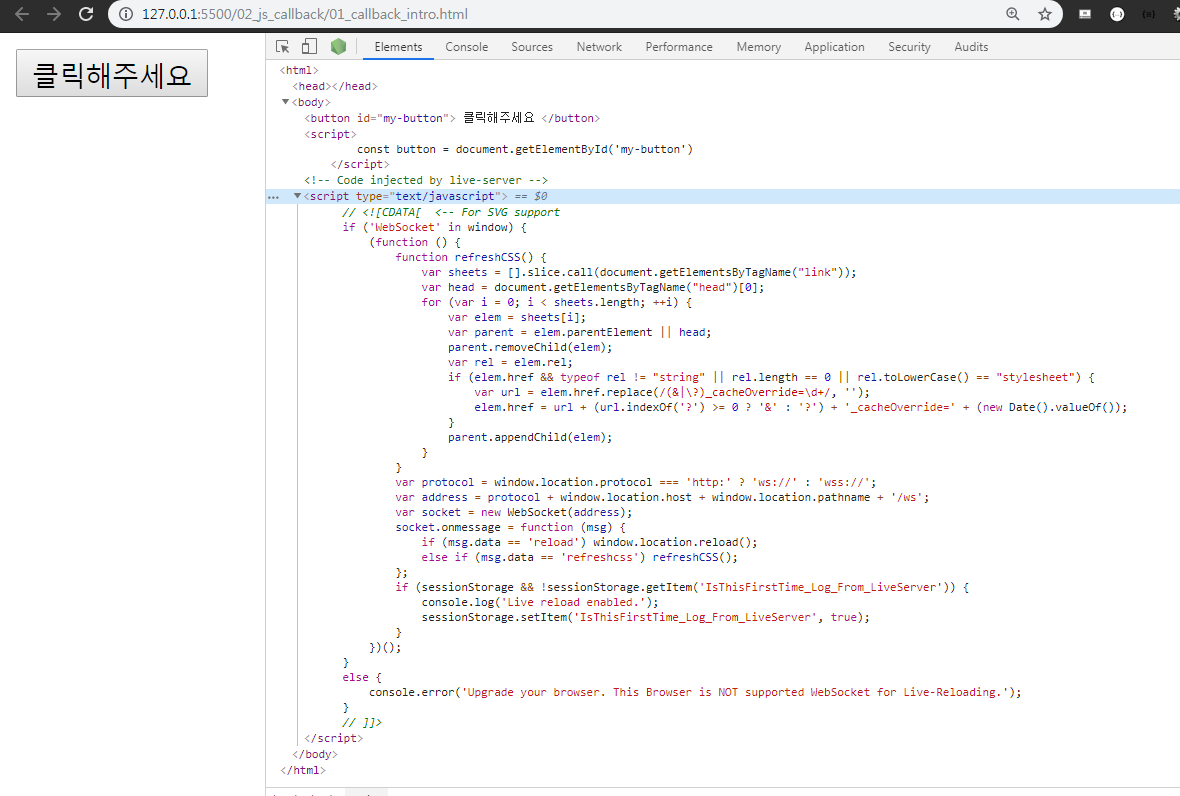 127.0.0.1:5500/02_js_callback/01_callback_intro.html
클릭해주세요
Elements Console Sources Network Performance Memory Application Security Audits
<html>
<head></head>
<body>
<button id="my-button"> 클릭해주세요 </button>
<script>
const button = document.getElementById('my-button')
</script>
<!-- Code injected by live-server -->
<script type="text/javascript"> == $0
// <![CDATA[  <-- For SVG support
if ('WebSocket' in window) {
(function () {
function refreshCSS() {
var sheets = [].slice.call(document.getElementsByTagName("link"));
var head = document.getElementsByTagName("head")[0];
for (var i = 0; i < sheets.length; ++i) {
var elem = sheets[i];
var parent = elem.parentElement || head;
parent.removeChild(elem);
var rel = elem.rel;
if (elem.href && typeof rel != "string" || rel.length == 0 || rel.toLowerCase() == "stylesheet") {
var url = elem.href.replace(/(&|\?)_cacheOverride=\d+/, '');
elem.href = url + (url.indexOf('?') >= 0 ? '&' : '?') + '_cacheOverride=' + (new Date().valueOf());
}
parent.appendChild(elem);
}
}
var protocol = window.location.protocol === 'http:' ? 'ws://' : 'wss://';
var address = protocol + window.location.host + window.location.pathname + '/ws';
var socket = new WebSocket(address);
socket.onmessage = function (msg) {
if (msg.data == 'reload') window.location.reload();
else if (msg.data == 'refreshcss') refreshCSS();
};
if (sessionStorage && !sessionStorage.getItem('IsThisFirstTime_Log_From_LiveServer')) {
console.log('Live reload enabled.');
sessionStorage.setItem('IsThisFirstTime_Log_From_LiveServer', true);
}
})();
}
else {
console.error('Upgrade your browser. This Browser is NOT supported WebSocket for Live-Reloading.');
}
// ]]>
</script>
</body>
</html>